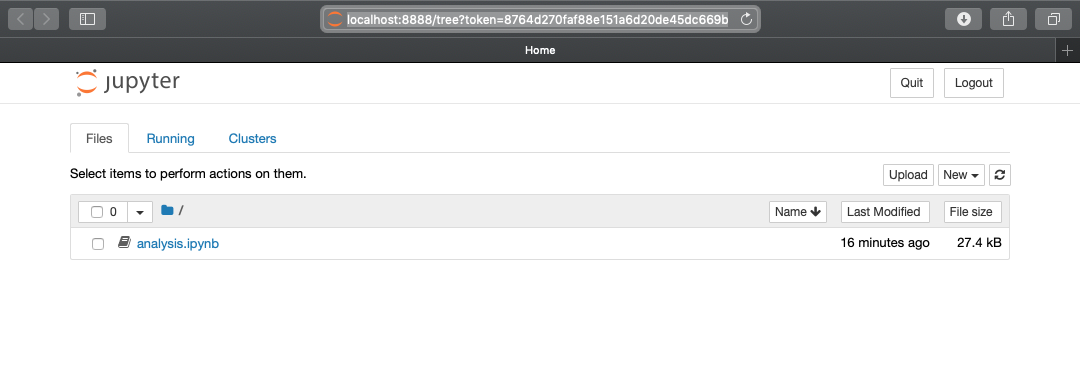 localhost:8888/tree?token=8764d270faf88e151a6d20de45dc669b
Home
jupyter
Quit Logout
Files Running Clusters
Select items to perform actions on them.
Upload New
0 / Name Last Modified File size
analysis.ipynb 16 minutes ago 27.4 kB